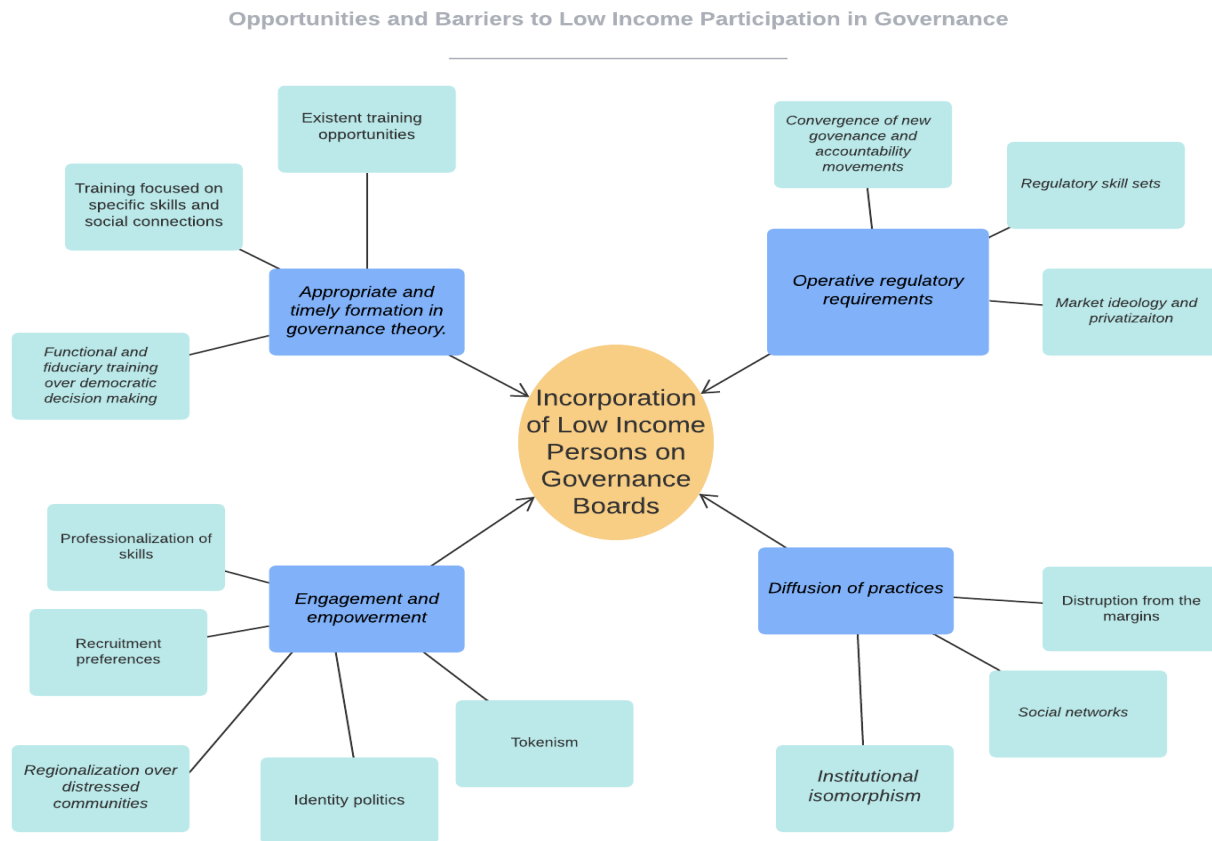 Opportunities and Barriers to Low Income Participation in Governance
Existent training
opportunities
Training focused on
specific skills and
social connections
Appropriate and
timely formation in
governance theory.
Functional and
fiduciary training
over democratic
decision making
Convergence of new
govenance and
accountability
movements
Regulatory skill sets
Operative regulatory
requirements
Market ideology and
privatizaiton
Incorporation
of Low Income
Persons on
Governance
Boards
Professionalization of
skills
Engagement and
empowerment
Recruitment
preferences
Regionalization over
distressed
communities
Identity politics
Tokenism
Diffusion of practices
Distruption from the
margins
Social networks
Institutional
isomorphism